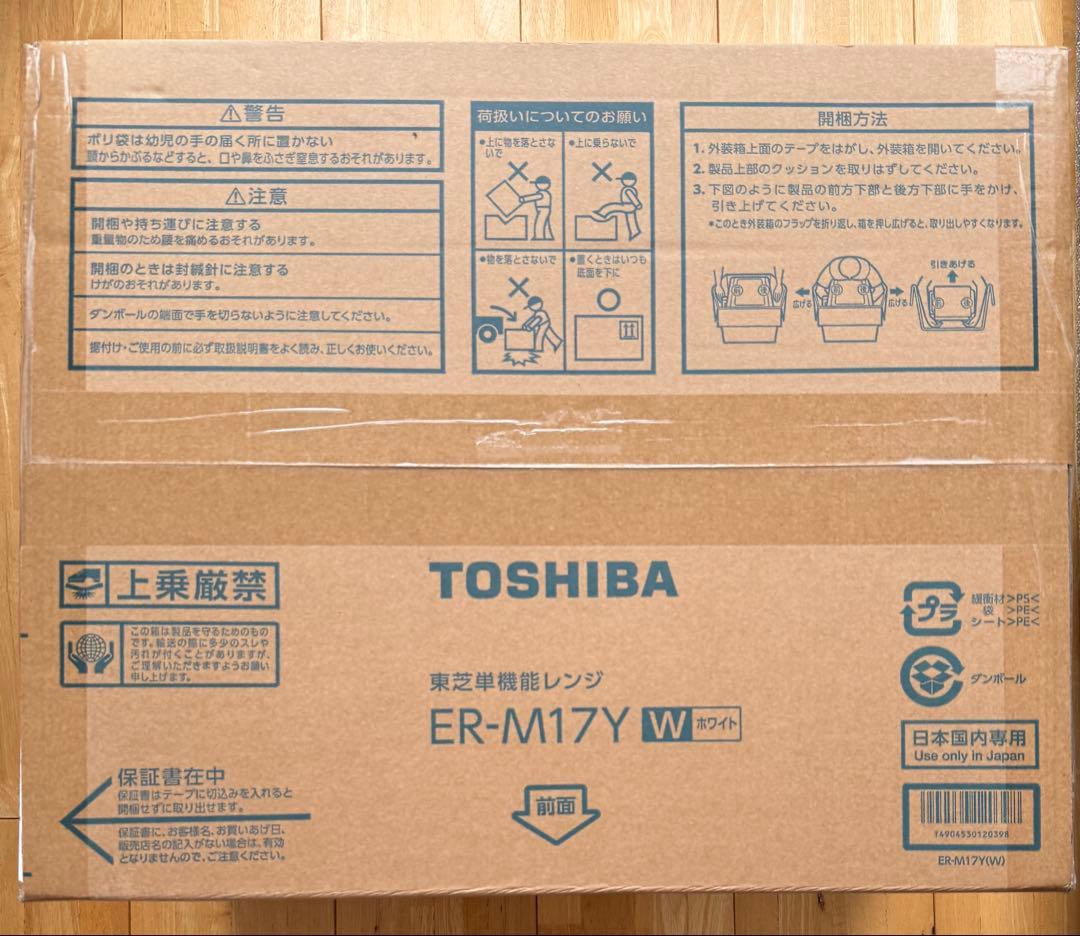 ⚠警告
ポリ袋は幼児の手の届く所に置かない
頭からかぶるなどすると、口や鼻をふさぎ窒息するおそれがあります。
⚠注意
開梱や持ち運びに注意する
重量物のため腰を痛めるおそれがあります。
開梱のときは封緘針に注意する
けがのおそれがあります。
ダンボールの端面で手を切らないように注意してください。
据付け・ご使用の前に必ず取扱説明書をよく読み、正しくお使いください。
荷扱いについてのお願い
●上に物を落とさな
いで
●上に乗らないで
●物を落とさないで
●置くときはいつも
底面を下に
開梱方法
1. 外装箱上面のテープをはがし、外装箱を開いてください。
2. 製品上部のクッションを取りはずしてください。
3. 下図のように製品の前方下部と後方下部に手をかけ、
引き上げてください。
*このとき外装箱のフラップを折り返し、箱を押し広げると、取り出しやすくなります。
広げる
広げる
引きあげる
上乗厳禁
この箱は製品を守るためのもの
です。輸送の際に多少のスレや
汚れが付くことがありますが、
ご理解いただきますようお願い
申し上げます。
TOSHIBA
東芝単機能レンジ
ER-M17Y W ホワイト
前面
保証書在中
保証書はテープに切込みを入れると
開梱せずに取り出せます。
保証書に、お客様名、お買いあげ日、
販売店名の記入がない場合は、有効
となりませんので、ご注意ください。
プラ
緩衝材>PS<
袋 >PE<
シート>PE<
ダンボール
日本国内専用
Use only in Japan
T4904530120398
ER-M17Y(W)